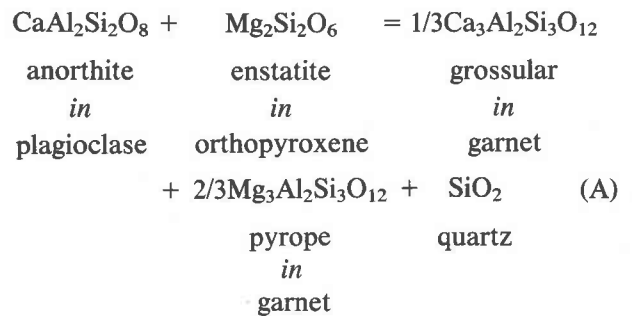 CaAl₂Si₂O₈ + Mg₂Si₂O₆ = 1/3Ca₃Al₂Si₃O₁₂
anorthite enstatite grossular
in in in
plagioclase orthopyroxene garnet
+ 2/3Mg₃Al₂Si₃O₁₂ + SiO₂ (A)
pyrope quartz
in
garnet